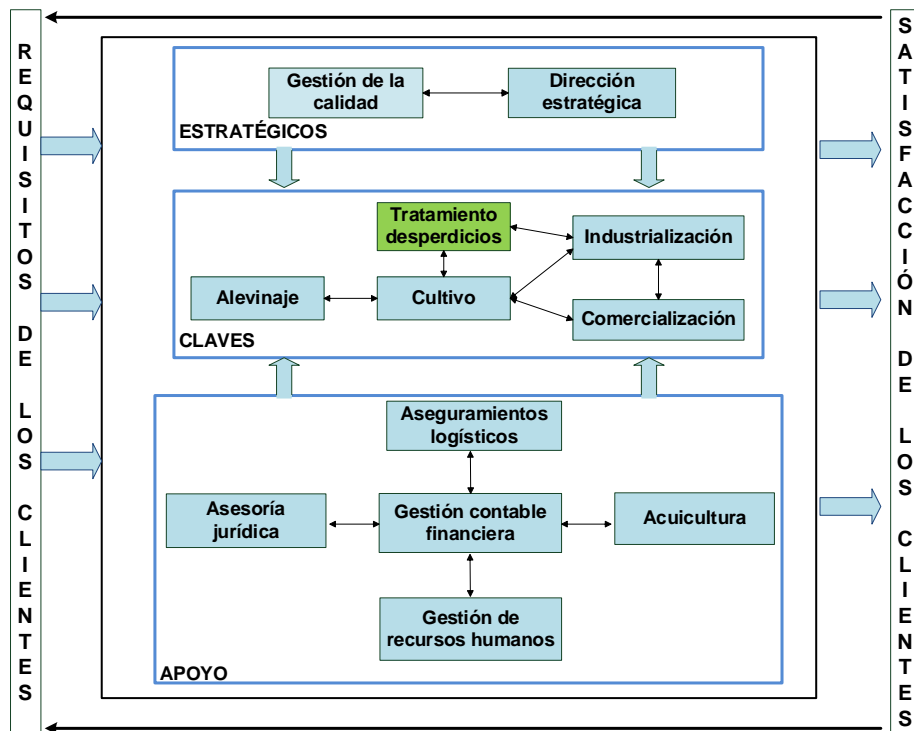 REQUISITOS DE LOS CLIENTES
Gestión de la
calidad
Dirección
estratégica
ESTRATÉGICOS
Tratamiento
desperdicios
Industrialización
Alevinaje
Cultivo
Comercialización
CLAVES
Aseguramientos
logísticos
Asesoría
jurídica
Gestión contable
financiera
Acuicultura
Gestión de
recursos humanos
APOYO
SATISFACCIÓN DE LOS CLIENTES